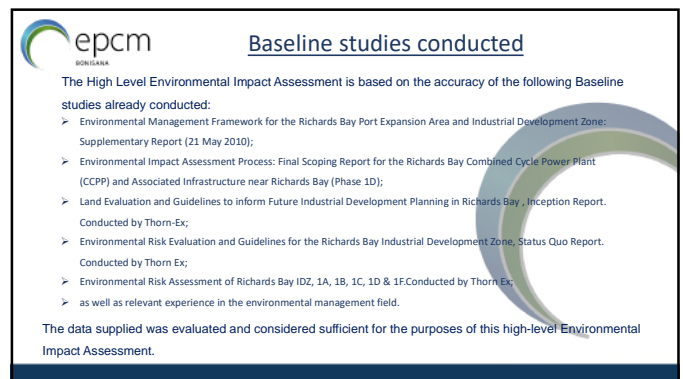 epcm
BONISANA
Baseline studies conducted
The High Level Environmental Impact Assessment is based on the accuracy of the following Baseline
studies already conducted:
➢ Environmental Management Framework for the Richards Bay Port Expansion Area and Industrial Development Zone:
Supplementary Report (21 May 2010);
➢ Environmental Impact Assessment Process: Final Scoping Report for the Richards Bay Combined Cycle Power Plant
(CCPP) and Associated Infrastructure near Richards Bay (Phase 1D);
➢ Land Evaluation and Guidelines to inform Future Industrial Development Planning in Richards Bay , Inception Report.
Conducted by Thorn-Ex;
➢ Environmental Risk Evaluation and Guidelines for the Richards Bay Industrial Development Zone, Status Quo Report.
Conducted by Thorn Ex;
➢ Environmental Risk Assessment of Richards Bay IDZ, 1A, 1B, 1C, 1D & 1F.Conducted by Thorn Ex;
➢ as well as relevant experience in the environmental management field.
The data supplied was evaluated and considered sufficient for the purposes of this high-level Environmental
Impact Assessment.